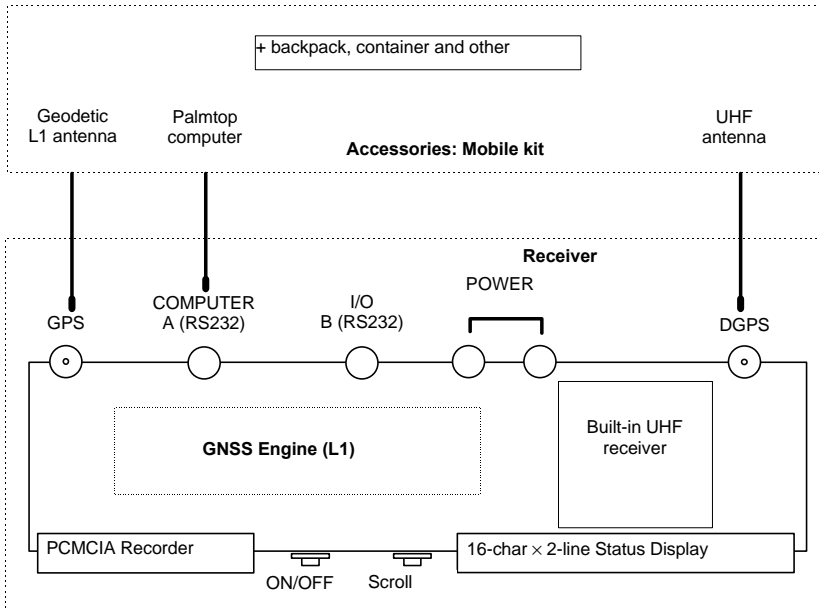 + backpack, container and other
Geodetic
L1 antenna
Palmtop
computer
UHF
antenna
Accessories: Mobile kit
Receiver
POWER
GPS
COMPUTER
A (RS232)
I/O
B (RS232)
DGPS
GNSS Engine (L1)
Built-in UHF
receiver
PCMCIA Recorder
16-char × 2-line Status Display
ON/OFF
Scroll